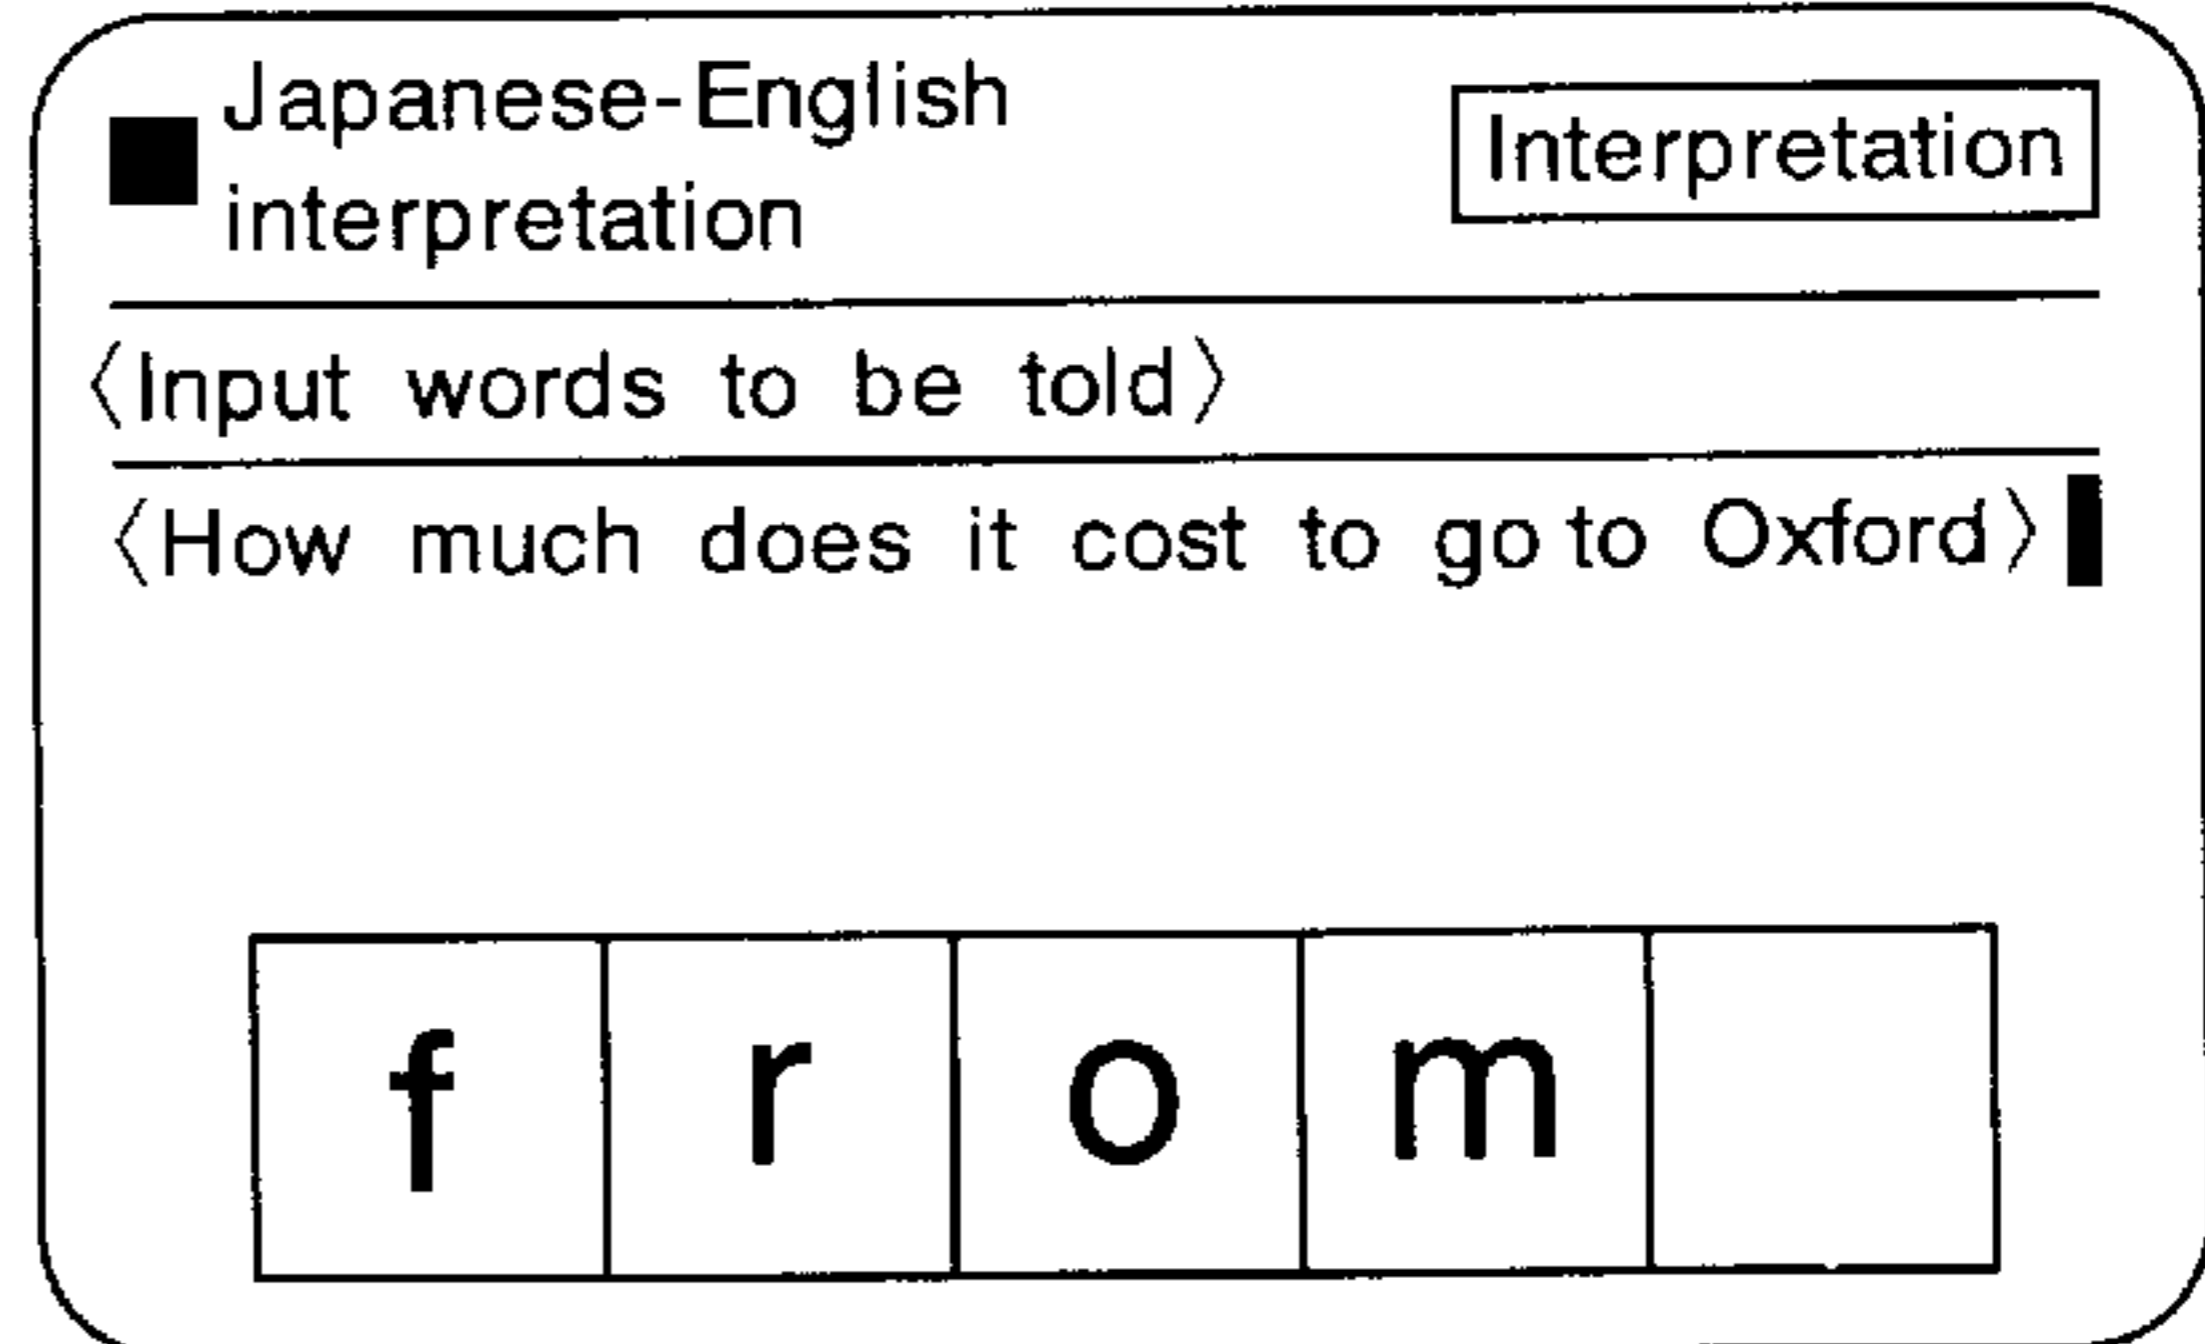 Japanese-English
interpretation
Interpretation
〈Input words to be told〉
〈How much does it cost to go to Oxford〉
f r o m